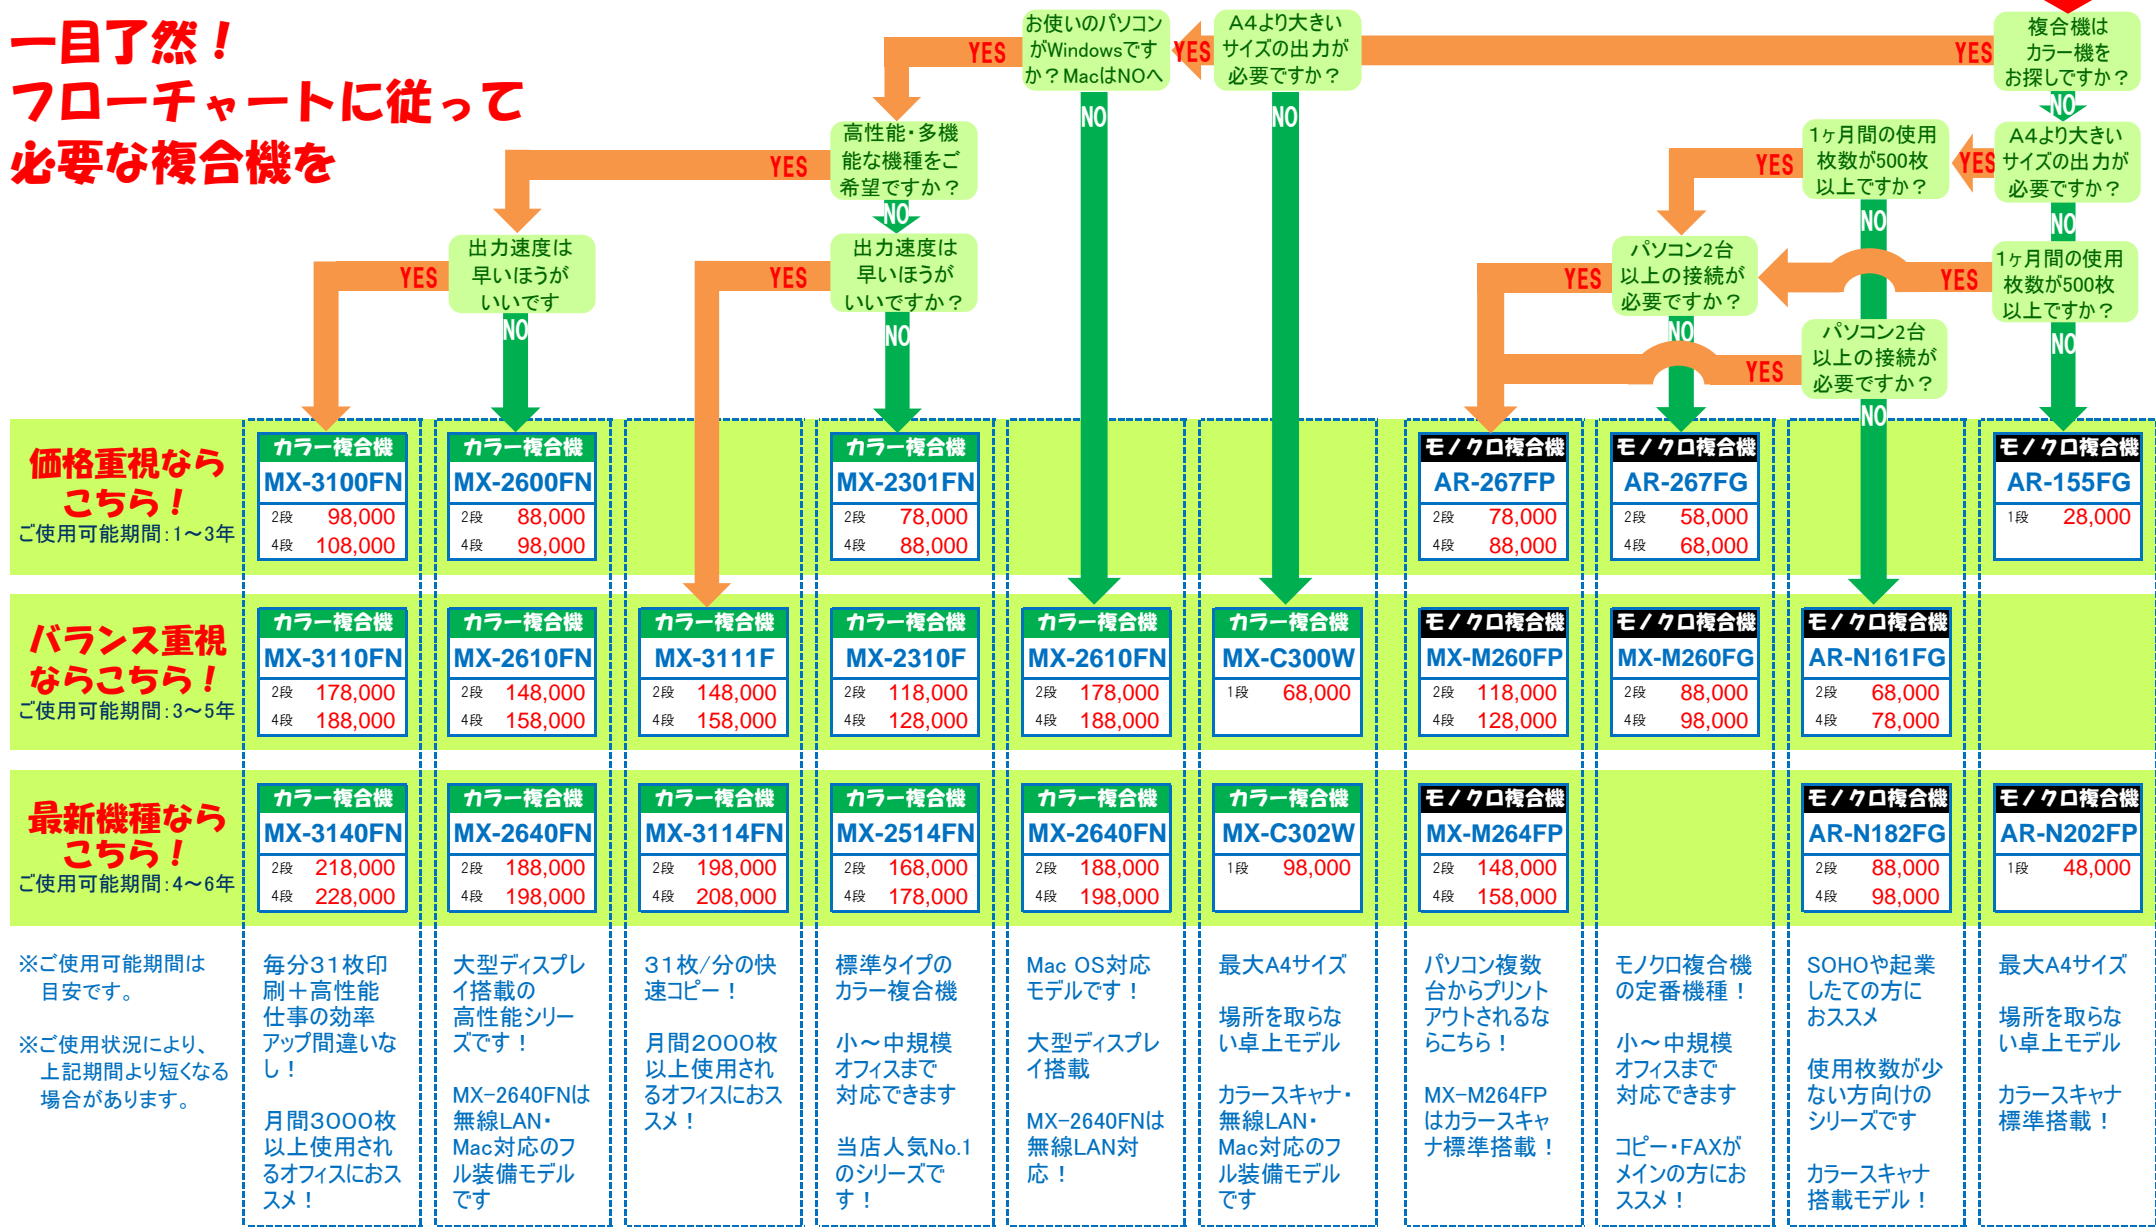 一目了然！
フローチャートに従って
必要な複合機を
複合機は
カラー機を
お探しですか？
YES
NO
A4より大きい
サイズの出力が
必要ですか？
YES
NO
お使いのパソコン
がWindowsです
か？MacはNOへ
YES
NO
高性能・多機
能な機種をご
希望ですか？
YES
NO
出力速度は
早いほうが
いいです
YES
NO
出力速度は
早いほうが
いいですか？
YES
NO
A4より大きい
サイズの出力が
必要ですか？
YES
NO
1ヶ月間の使用
枚数が500枚
以上ですか？
YES
NO
1ヶ月間の使用
枚数が500枚
以上ですか？
YES
NO
パソコン2台
以上の接続が
必要ですか？
YES
NO
パソコン2台
以上の接続が
必要ですか？
YES
NO
価格重視なら
こちら！
ご使用可能期間：1～3年
カラー複合機
MX-3100FN
2段 98,000
4段 108,000
カラー複合機
MX-2600FN
2段 88,000
4段 98,000
カラー複合機
MX-2301FN
2段 78,000
4段 88,000
モノクロ複合機
AR-267FP
2段 78,000
4段 88,000
モノクロ複合機
AR-267FG
2段 58,000
4段 68,000
モノクロ複合機
AR-155FG
1段 28,000
バランス重視
ならこちら！
ご使用可能期間：3～5年
カラー複合機
MX-3110FN
2段 178,000
4段 188,000
カラー複合機
MX-2610FN
2段 148,000
4段 158,000
カラー複合機
MX-3111F
2段 148,000
4段 158,000
カラー複合機
MX-2310F
2段 118,000
4段 128,000
カラー複合機
MX-2610FN
2段 178,000
4段 188,000
カラー複合機
MX-C300W
1段 68,000
モノクロ複合機
MX-M260FP
2段 118,000
4段 128,000
モノクロ複合機
MX-M260FG
2段 88,000
4段 98,000
モノクロ複合機
AR-N161FG
2段 68,000
4段 78,000
最新機種なら
こちら！
ご使用可能期間：4～6年
カラー複合機
MX-3140FN
2段 218,000
4段 228,000
カラー複合機
MX-2640FN
2段 188,000
4段 198,000
カラー複合機
MX-3114FN
2段 198,000
4段 208,000
カラー複合機
MX-2514FN
2段 168,000
4段 178,000
カラー複合機
MX-2640FN
2段 188,000
4段 198,000
カラー複合機
MX-C302W
1段 98,000
モノクロ複合機
MX-M264FP
2段 148,000
4段 158,000
モノクロ複合機
AR-N182FG
2段 88,000
4段 98,000
モノクロ複合機
AR-N202FP
1段 48,000
※ご使用可能期間は
目安です。
※ご使用状況により、
上記期間より短くなる
場合があります。
毎分３１枚印
刷＋高性能
仕事の効率
アップ間違いな
し！
月間３０００枚
以上使用され
るオフィスにおス
スメ！
大型ディスプレ
イ搭載の
高性能シリー
ズです！
MX-2640FNは
無線LAN・
Mac対応のフ
ル装備モデル
です
３１枚/分の快
速コピー！
月間２０００枚
以上使用され
るオフィスにおス
スメ！
標準タイプの
カラー複合機
小～中規模
オフィスまで
対応できます
当店人気No.1
のシリーズで
す！
Mac OS対応
モデルです！
大型ディスプレ
イ搭載
MX-2640FNは
無線LAN対
応！
最大A4サイズ
場所を取らな
い卓上モデル
カラースキャナ・
無線LAN・
Mac対応のフ
ル装備モデル
です
パソコン複数
台からプリント
アウトされるな
らこちら！
MX-M264FP
はカラースキャ
ナ標準搭載！
モノクロ複合機
の定番機種！
小～中規模
オフィスまで
対応できます
コピー・FAXが
メインの方にお
ススメ！
SOHOや起業
したての方に
おススメ
使用枚数が少
ない方向けの
シリーズです
カラースキャナ
搭載モデル！
最大A4サイズ
場所を取らな
い卓上モデル
カラースキャナ
標準搭載！